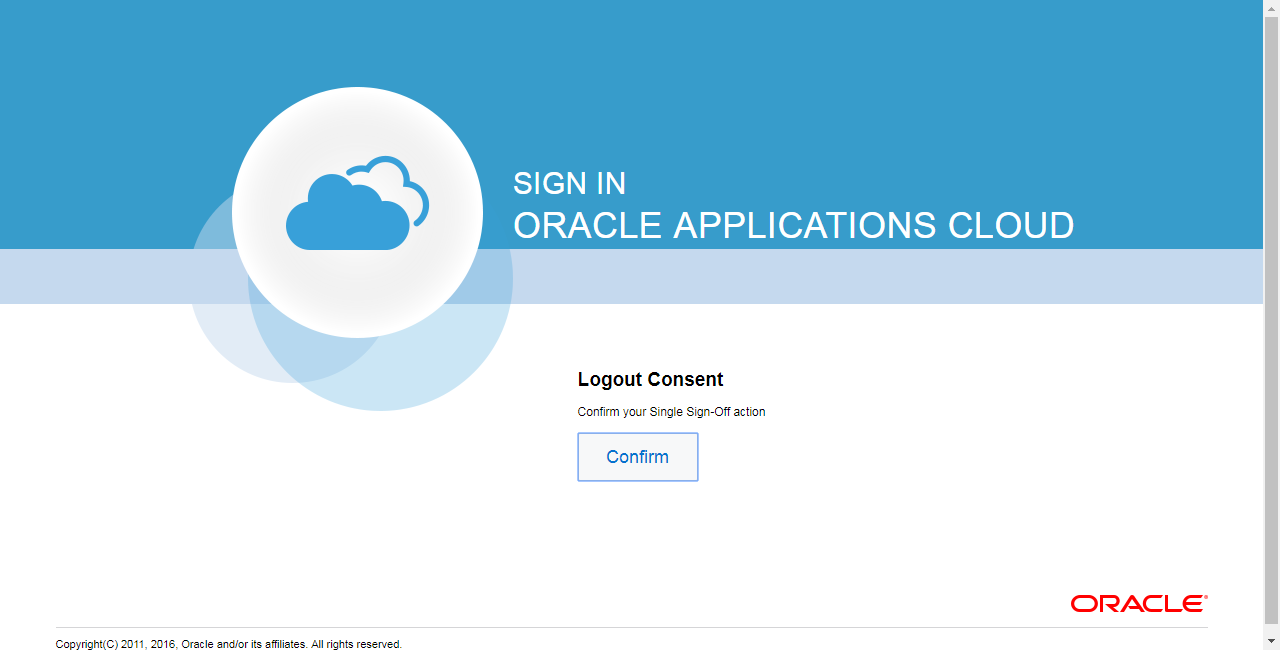 SIGN IN
ORACLE APPLICATIONS CLOUD
Logout Consent
Confirm your Single Sign-Off action
Confirm
ORACLE®
Copyright(C) 2011, 2016, Oracle and/or its affiliates. All rights reserved.